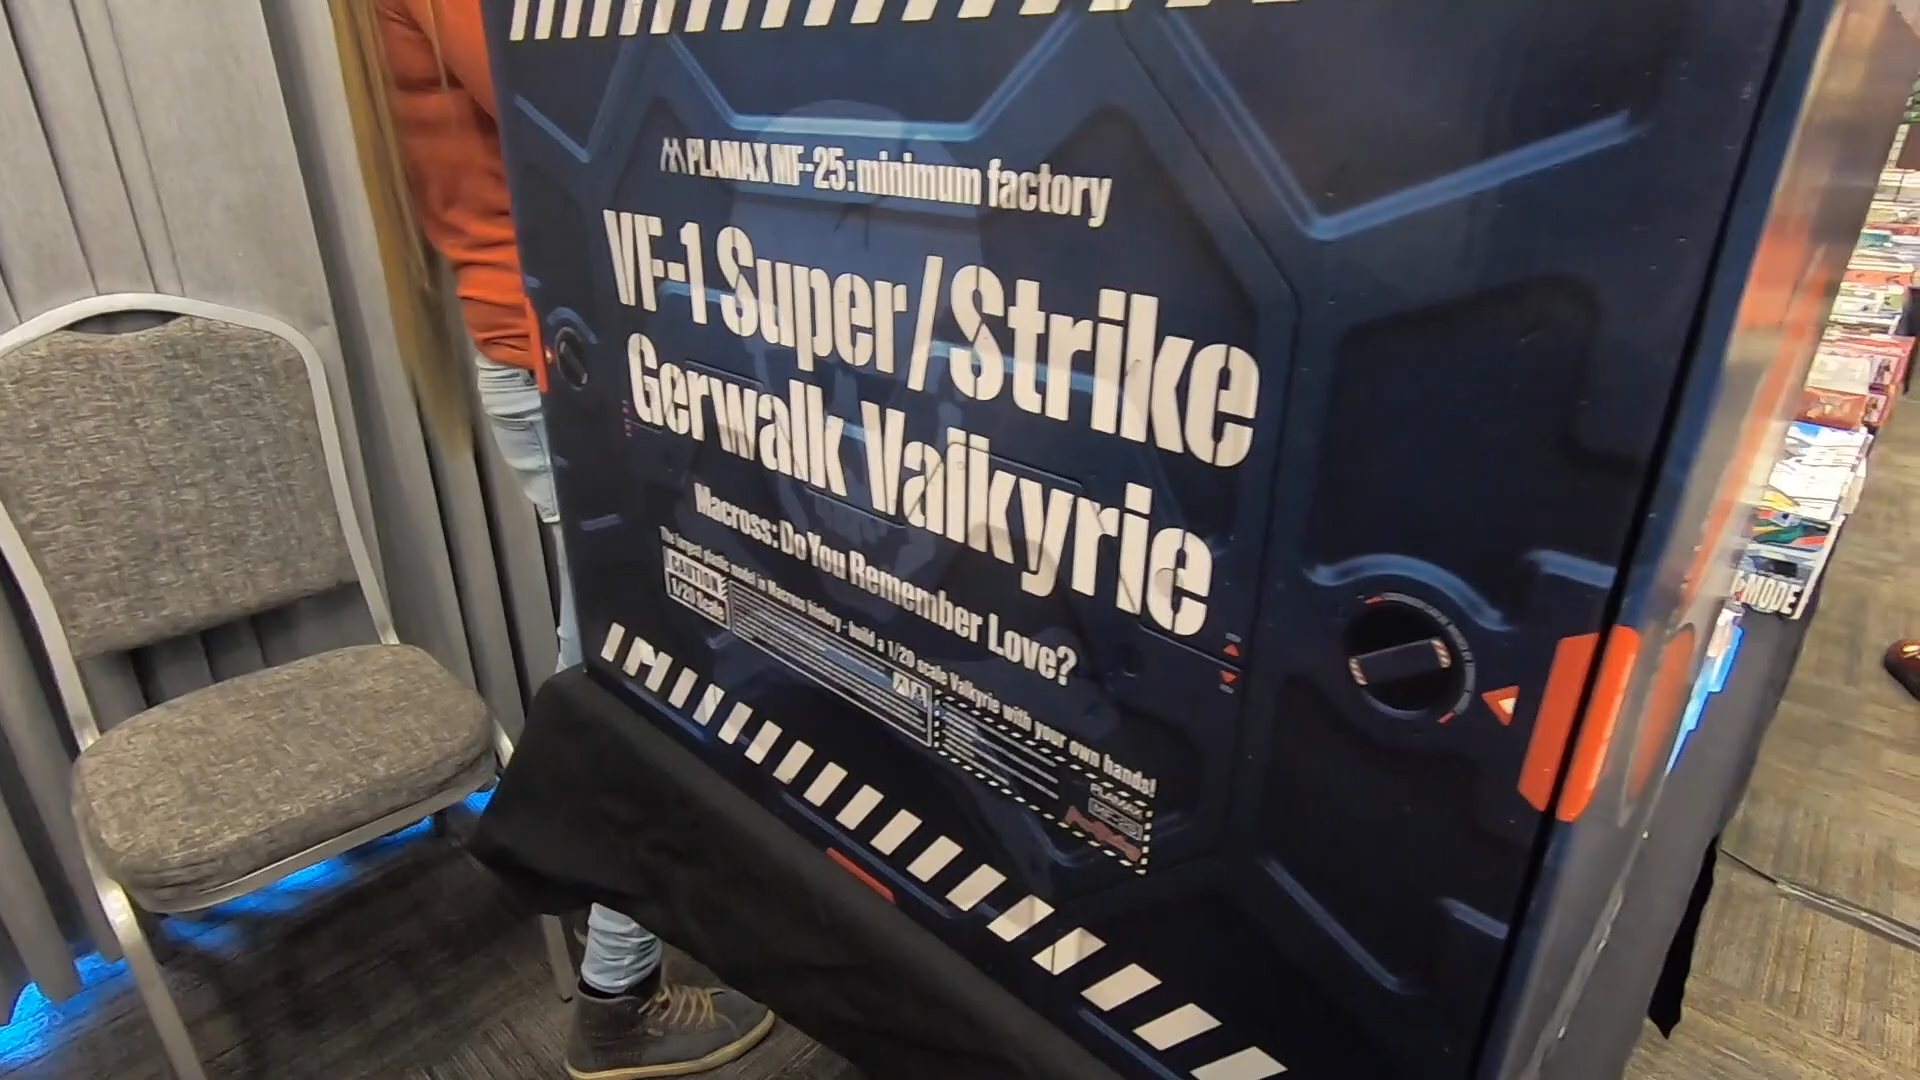 PLAMAX MF-25: minimum factory
VF-1 Super/Strike
Gerwalk Valkyrie
Macross: Do You Remember Love?
The largest plastic model in Macross history - build a 1/20 scale Valkyrie with your own hands!
CAUTION
1/20 Scale
PLAMAX
MODE